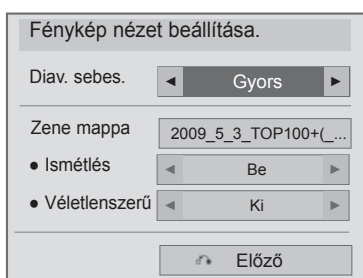 Fénykép nézet beállítása.
Diav. sebes. ◄ Gyors ►
Zene mappa 2009_5_3_TOP100+(_...
● Ismétlés ◄ Be ►
● Véletlenszerű ◄ Ki ►
Előző